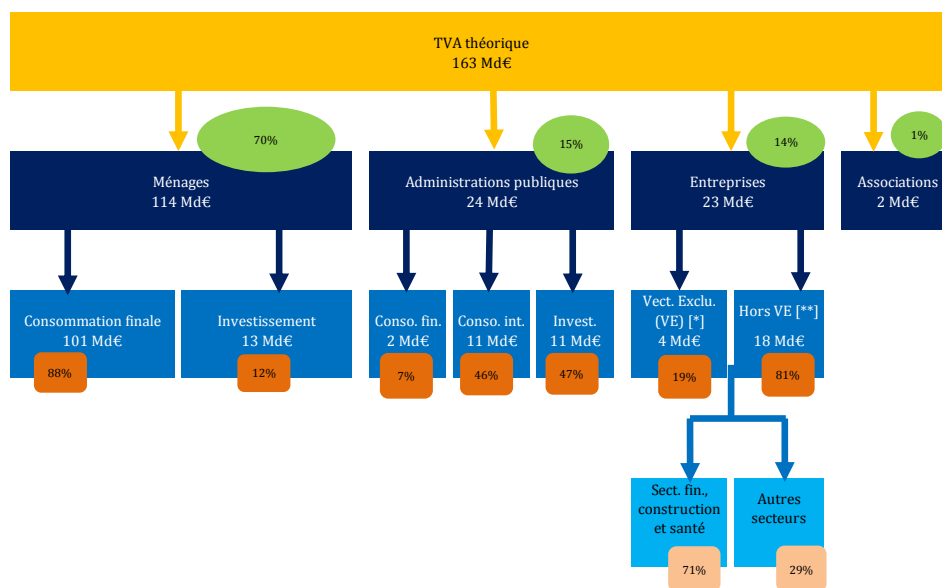 TVA théorique
163 Md€
70%
15%
14%
1%
Ménages
114 Md€
Administrations publiques
24 Md€
Entreprises
23 Md€
Associations
2 Md€
Consommation finale
101 Md€
88%
Investissement
13 Md€
12%
Conso. fin.
2 Md€
7%
Conso. int.
11 Md€
46%
Invest.
11 Md€
47%
Vect. Exclu.
(VE) [*]
4 Md€
19%
Hors VE [**]
18 Md€
81%
Sect. fin.,
construction
et santé
71%
Autres
secteurs
29%